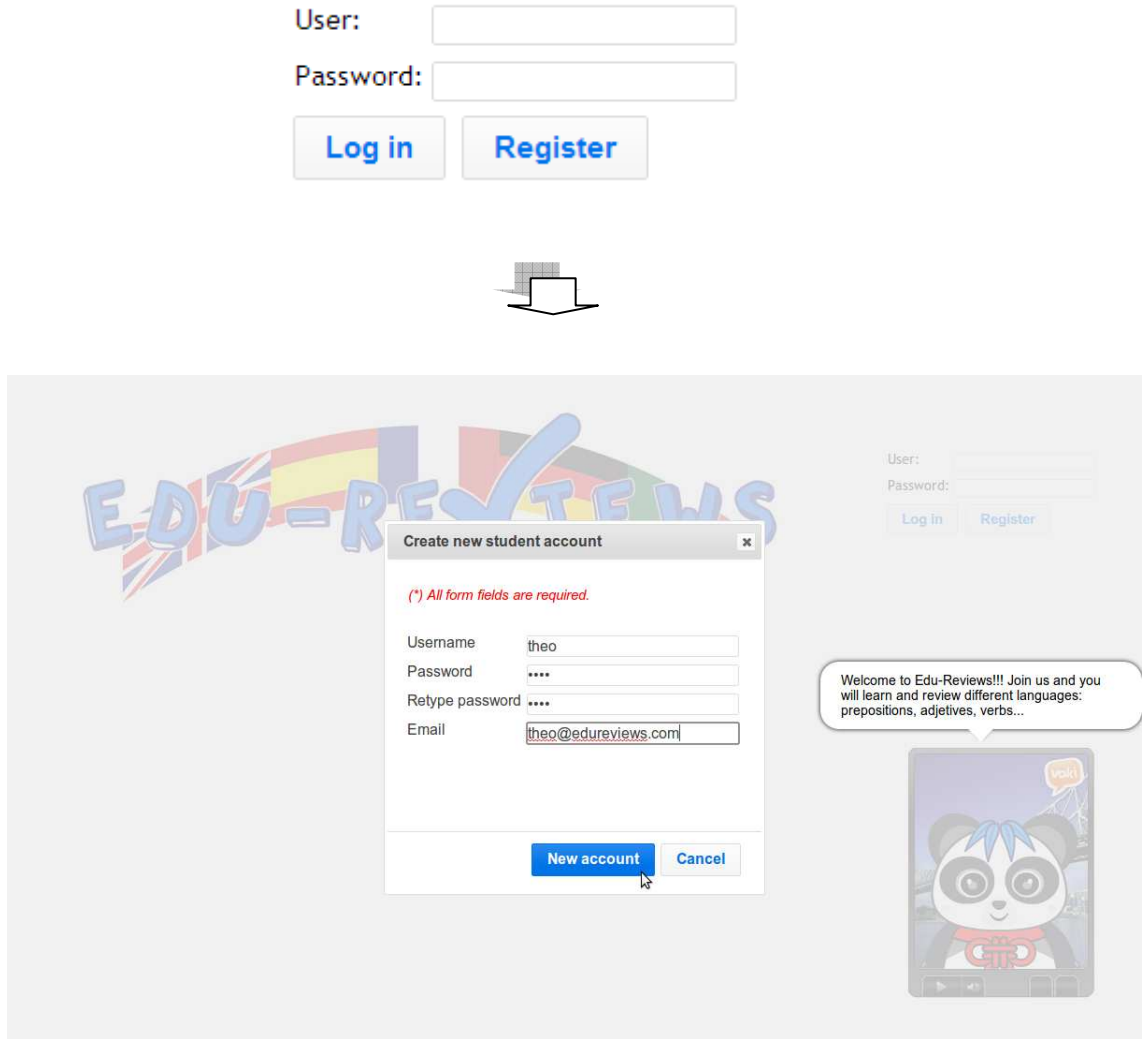 User:
Password:
Log in Register
EDU-REVIEWS
User:
Password:
Log in Register
Create new student account
(*) All form fields are required.
Username theo
Password ••••
Retype password ••••
Email theo@edureviews.com
New account Cancel
Welcome to Edu-Reviews!!! Join us and you
will learn and review different languages:
prepositions, adjetives, verbs...
voki